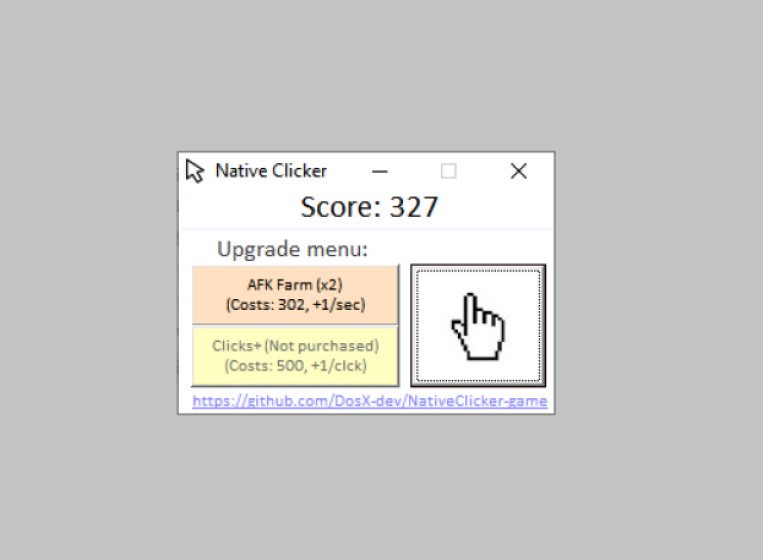 Native Clicker
Score: 327
Upgrade menu:
AFK Farm (x2)
(Costs: 302, +1/sec)
Clicks+ (Not purchased)
(Costs: 500, +1/clck)
https://github.com/DosX-dev/NativeClicker-game